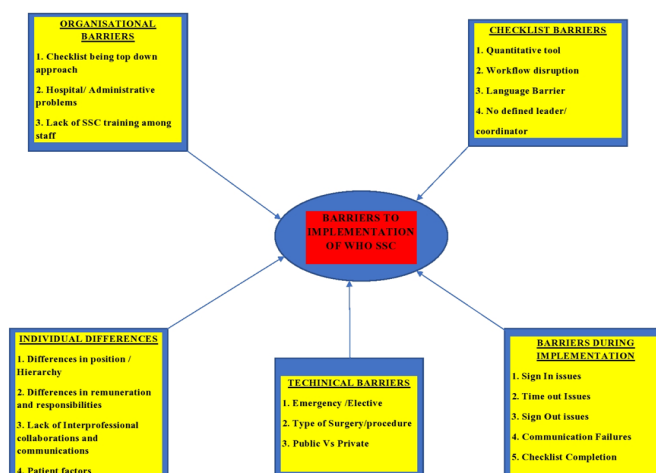 ORGANISATIONAL
BARRIERS
1. Checklist being top down
approach
2. Hospital/ Administrative
problems
3. Lack of SSC training among
staff
CHECKLIST BARRIERS
1. Quantitative tool
2. Workflow disruption
3. Language Barrier
4. No defined leader/
coordinator
BARRIERS TO
IMPLEMENTATION
OF WHO SSC
INDIVIDUAL DIFFERENCES
1. Differences in position /
Hierarchy
2. Differences in remuneration
and responsibilities
3. Lack of Interprofessional
collaborations and
communications
4. Patient factors
TECHINICAL BARRIERS
1. Emergency /Elective
2. Type of Surgery/procedure
3. Public Vs Private
BARRIERS DURING
IMPLEMENTATION
1. Sign In issues
2. Time out Issues
3. Sign Out issues
4. Communication Failures
5. Checklist Completion